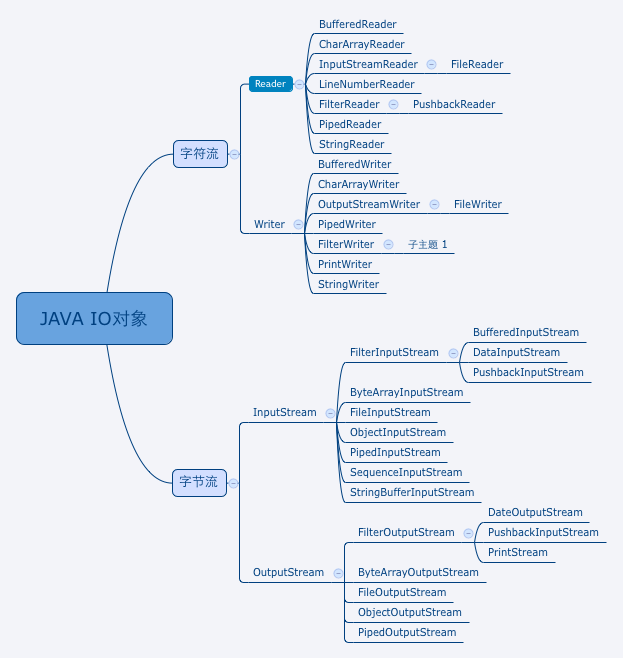 JAVA IO对象
字符流
Reader
BufferedReader
CharArrayReader
InputStreamReader
FileReader
LineNumberReader
FilterReader
PushbackReader
PipedReader
StringReader
Writer
BufferedWriter
CharArrayWriter
OutputStreamWriter
FileWriter
PipedWriter
FilterWriter
子主题 1
PrintWriter
StringWriter
字节流
InputStream
FilterInputStream
BufferedInputStream
DataInputStream
PushbackInputStream
ByteArrayInputStream
FileInputStream
ObjectInputStream
PipedInputStream
SequenceInputStream
StringBufferInputStream
OutputStream
FilterOutputStream
DateOutputStream
PushbackInputStream
PrintStream
ByteArrayOutputStream
FileOutputStream
ObjectOutputStream
PipedOutputStream